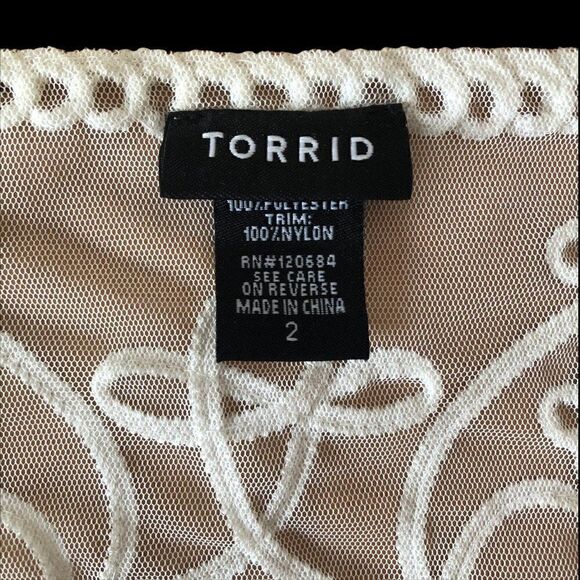 TORRID
100%POLYESTER
TRIM:
100%NYLON
RN#120684
SEE CARE
ON REVERSE
MADE IN CHINA
2